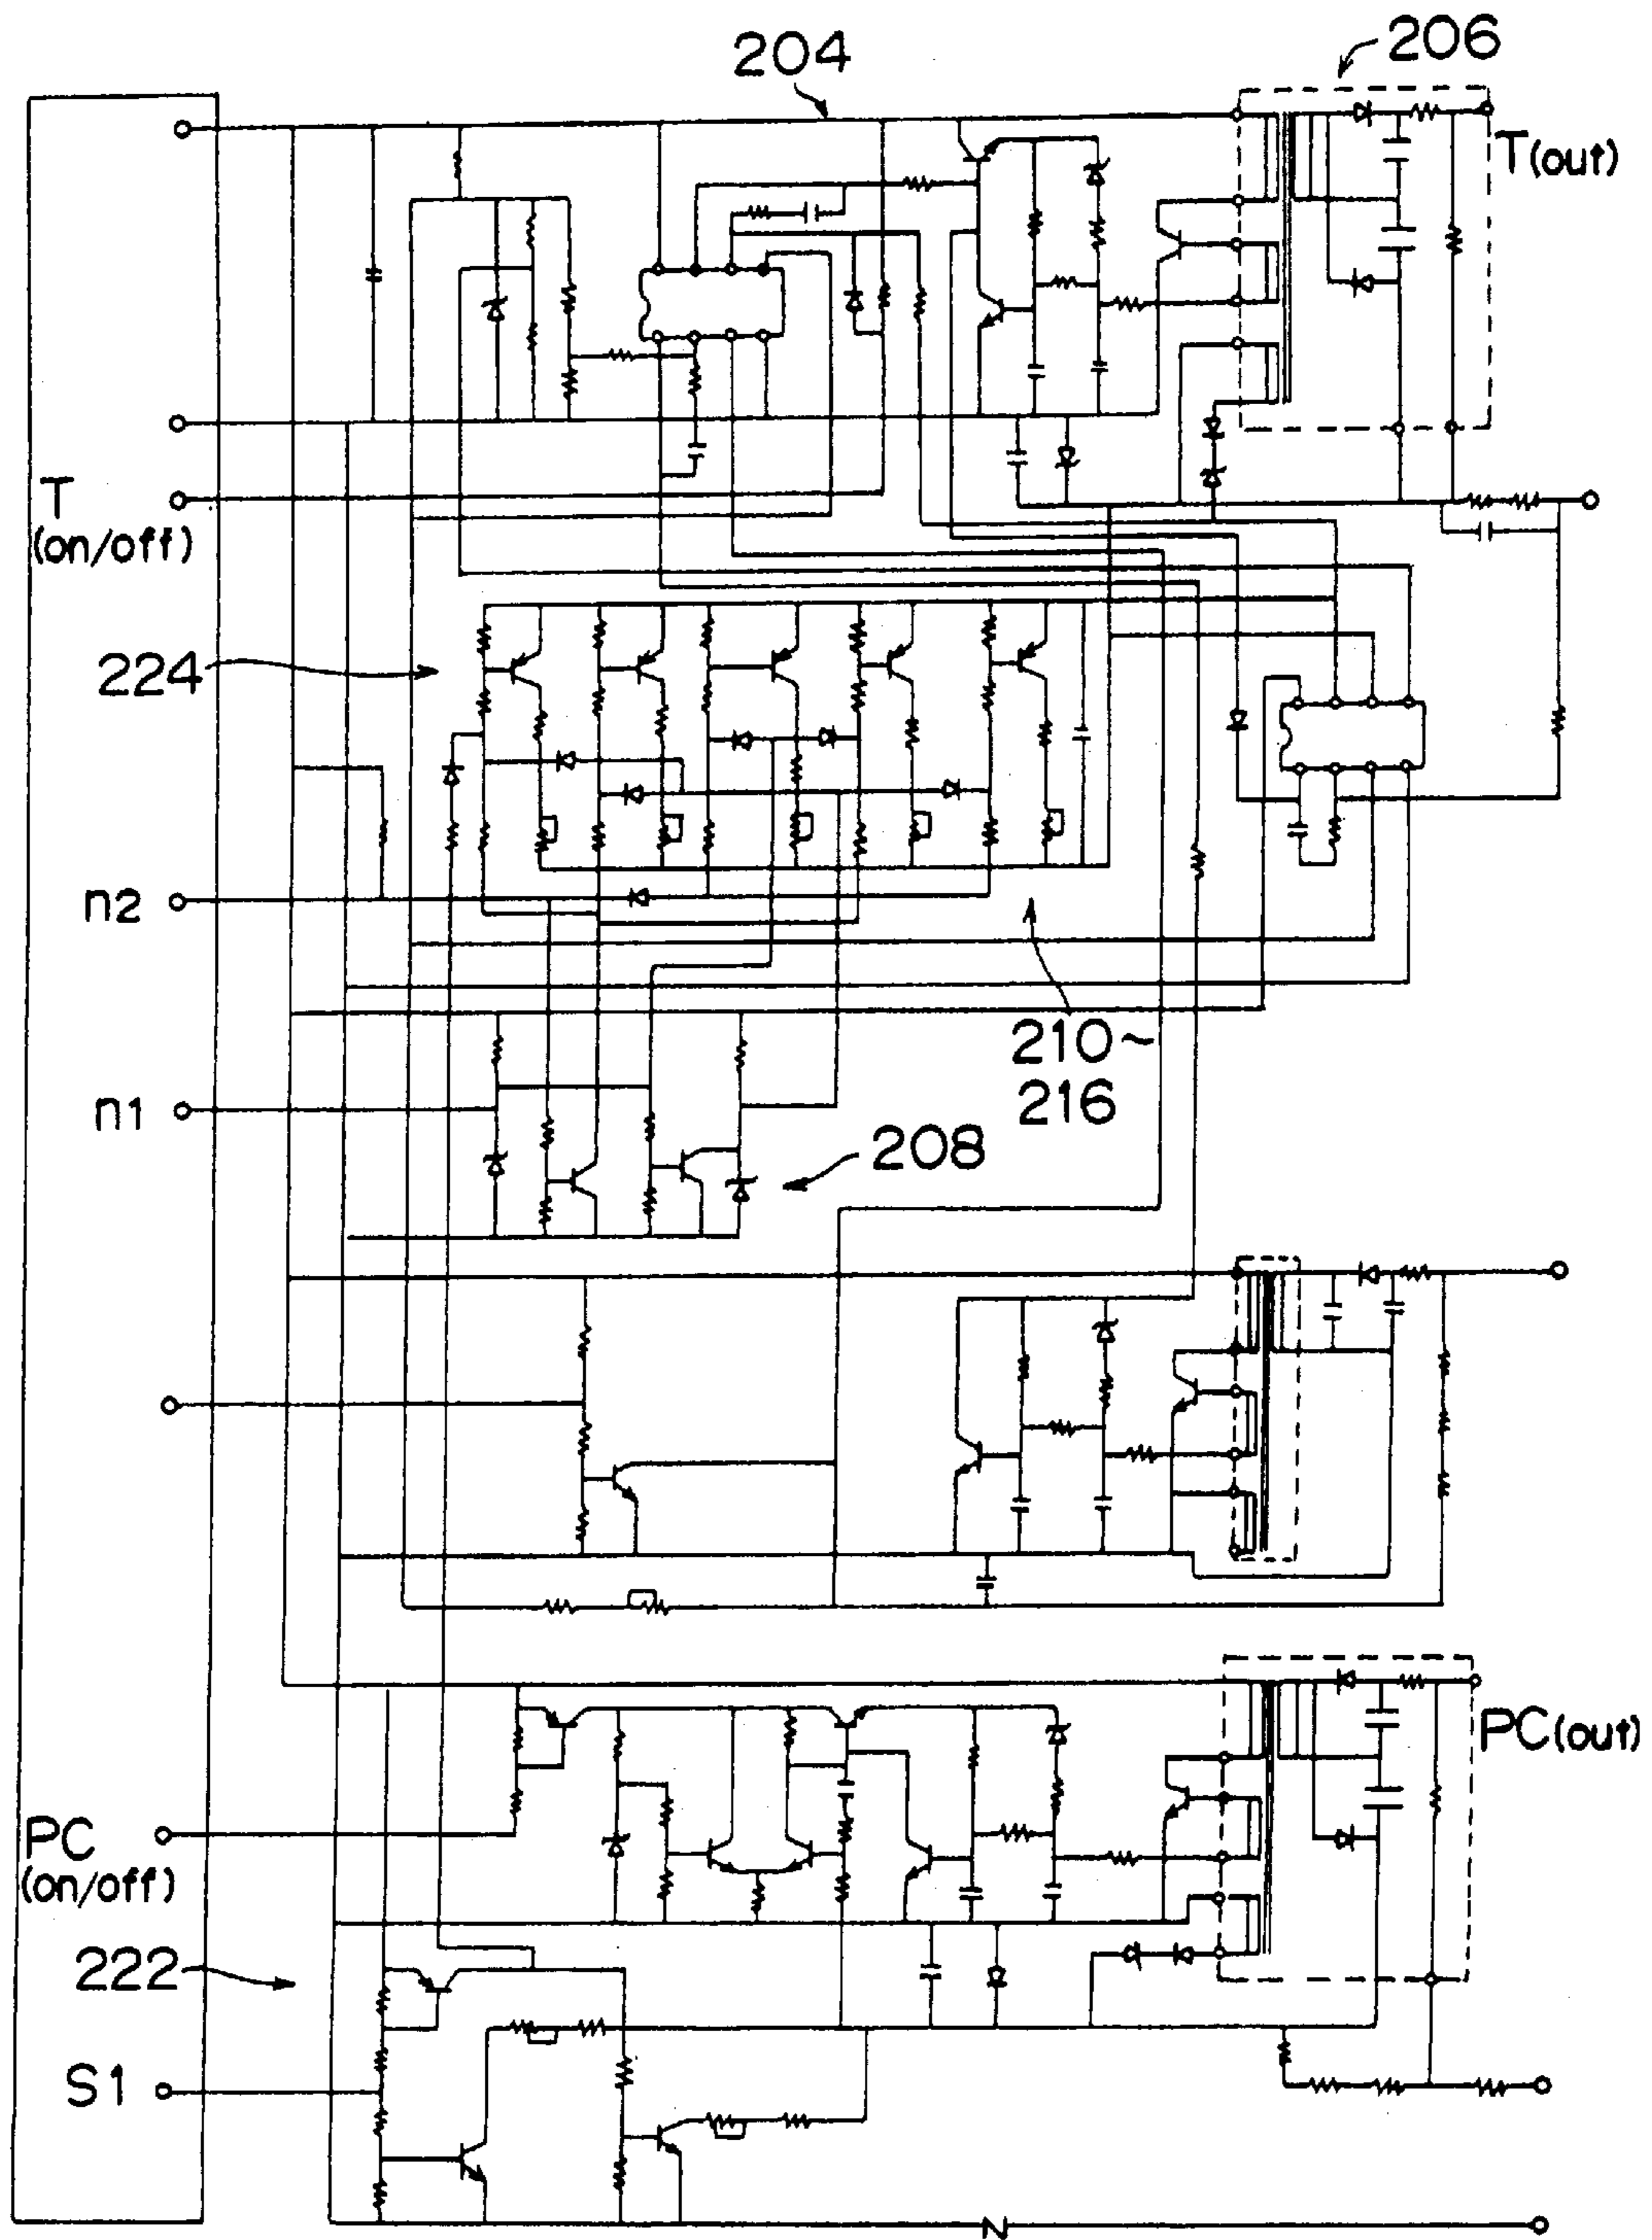 204
206
T(out)
T
(on/off)
224
n2
210~
216
n1
208
PC(out)
PC
(on/off)
222
S1